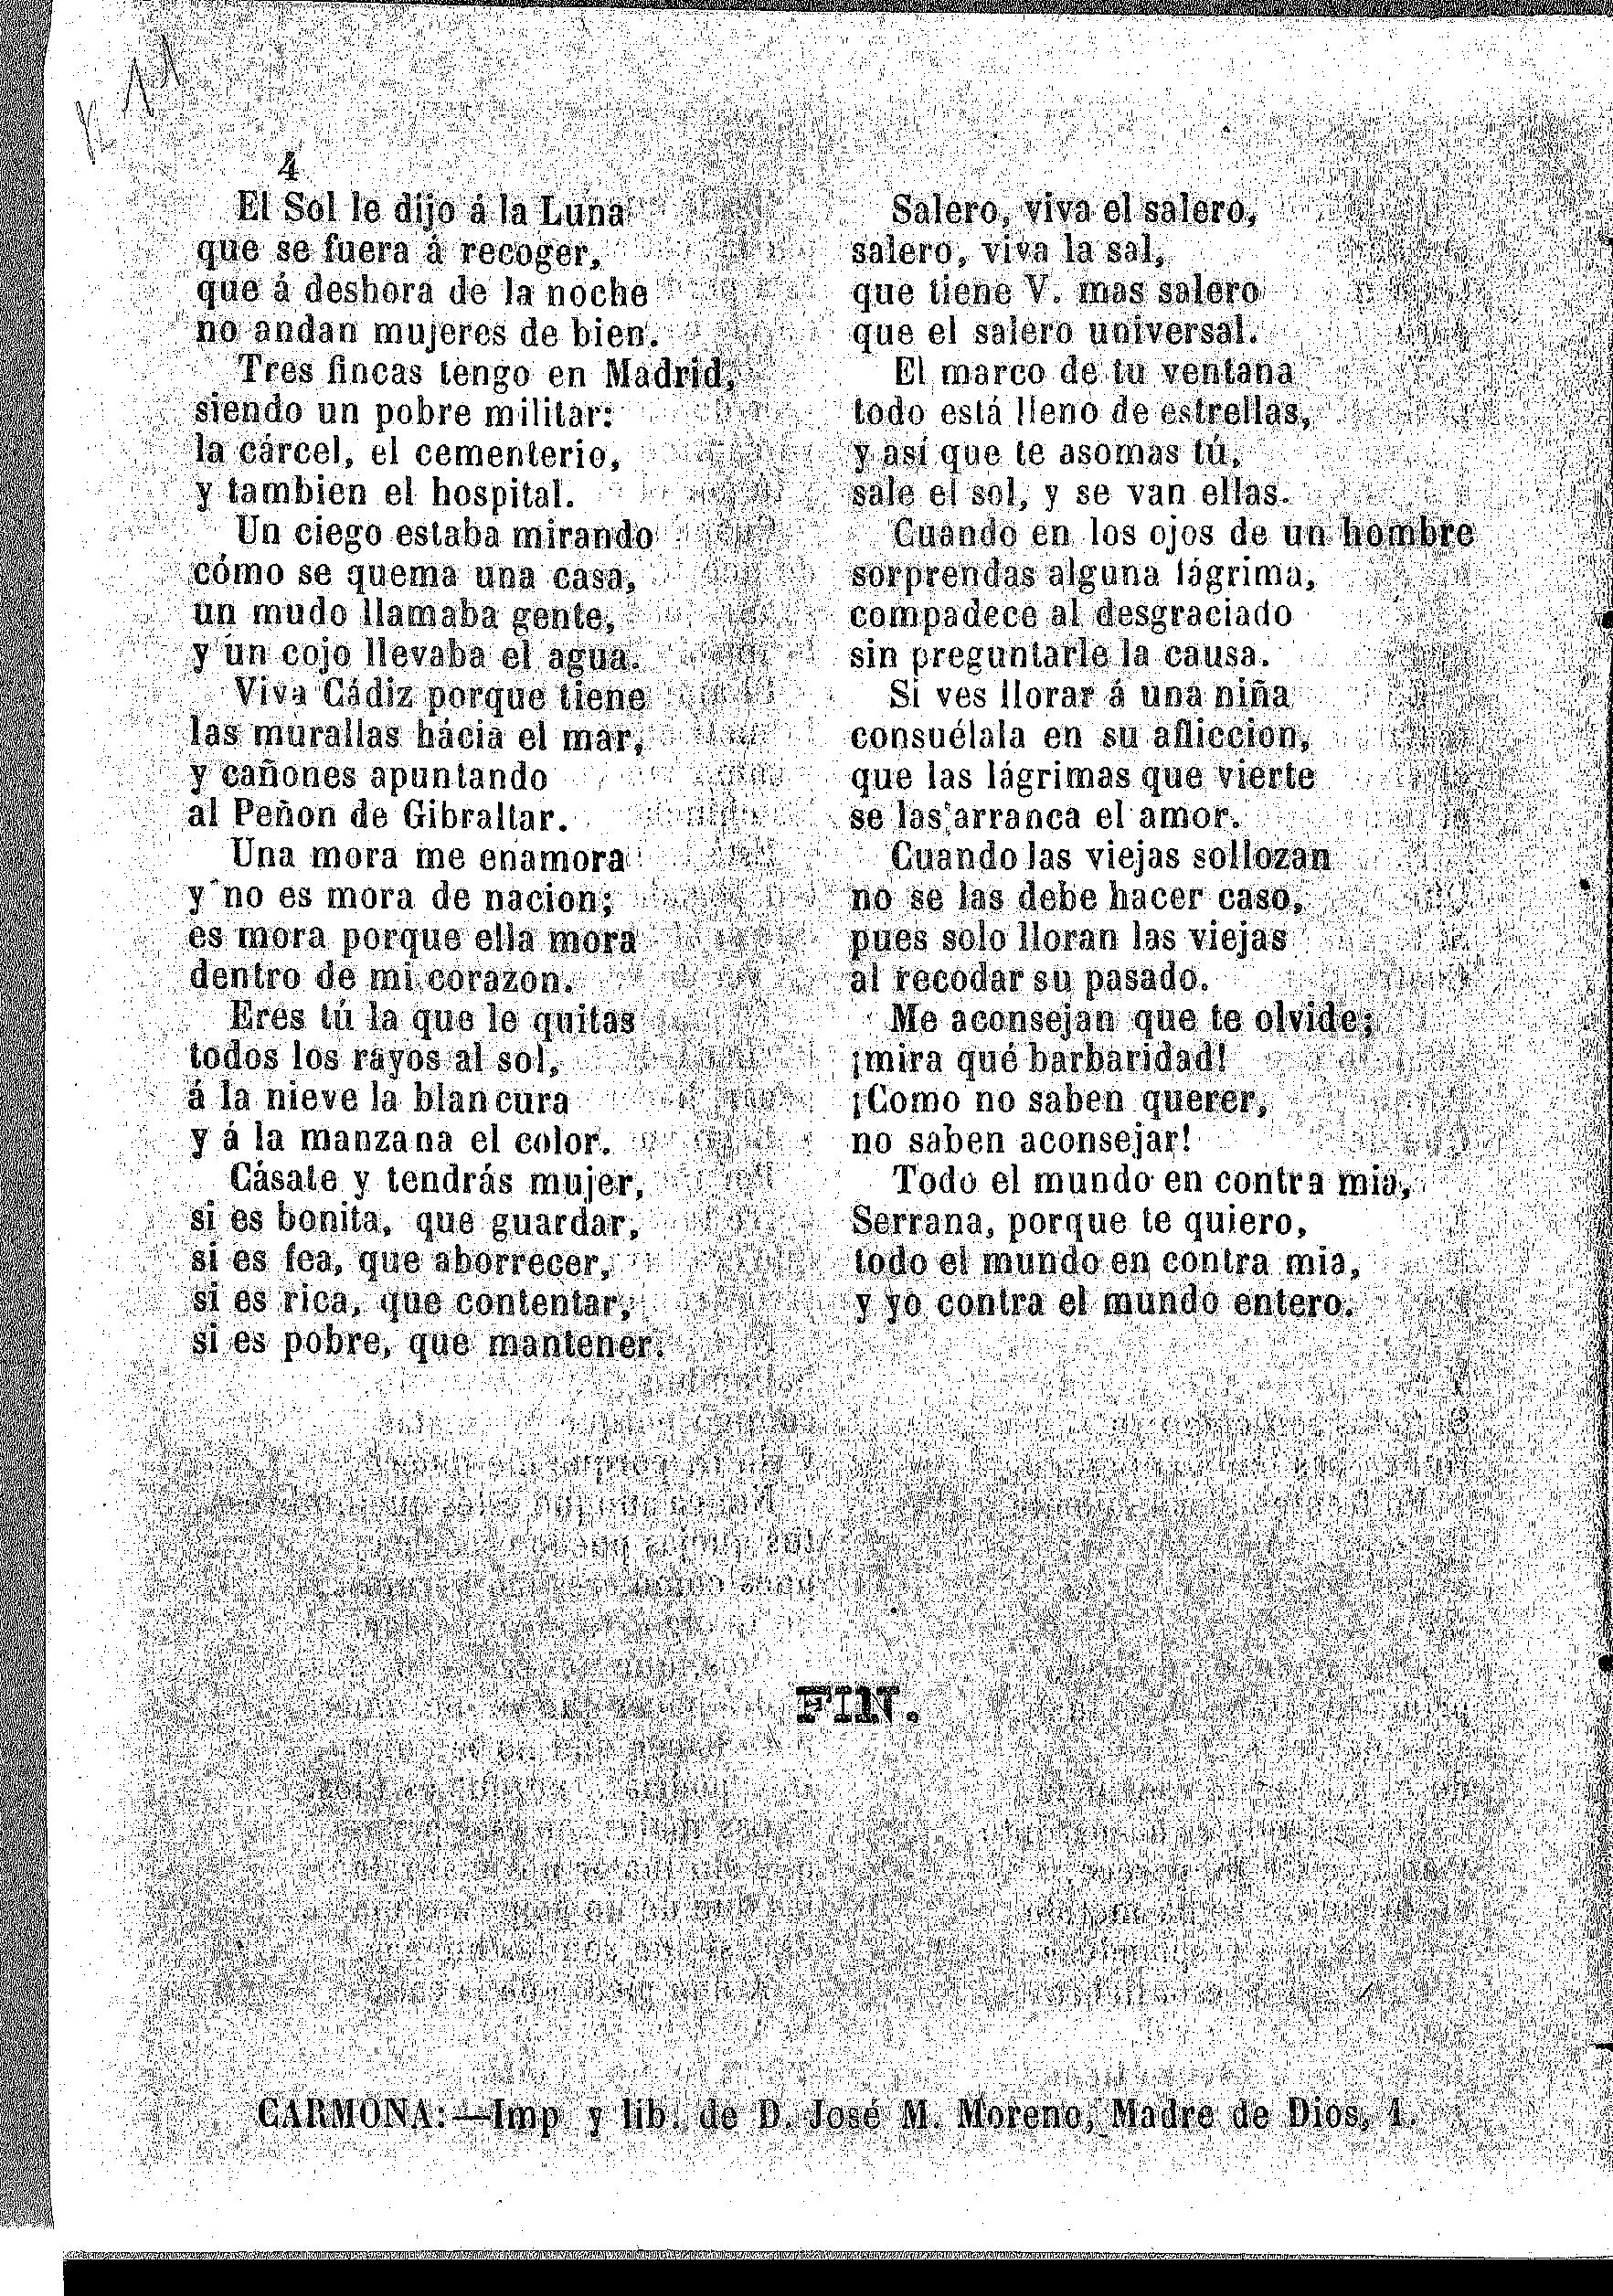 4
El Sol le dijo á la Luna
que se fuera á recoger,
que á deshora de la noche
no andan mujeres de bien.
Tres fincas tengo en Madrid,
siendo un pobre militar:
la cárcel, el cementerio,
y tambien el hospital.
Un ciego estaba mirando
cómo se quema una casa,
un mudo llamaba gente,
y un cojo llevaba el agua.
Viva Cádiz porque tiene
las murallas hácia el mar,
y cañones apuntando
al Peñon de Gibraltar.
Una mora me enamora
y no es mora de nacion;
es mora porque ella mora
dentro de mi corazon.
Eres tú la que le quitas
todos los rayos al sol,
á la nieve la blancura
y á la manzana el color.
Cásate y tendrás mujer,
si es bonita, que guardar,
si es fea, que aborrecer,
si es rica, que contentar,
si es pobre, que mantener.
Salero, viva el salero,
salero, viva la sal,
que tiene V. mas salero
que el salero universal.
El marco de tu ventana
todo está lleno de estrellas,
y así que te asomas tú,
sale el sol, y se van ellas.
Cuando en los ojos de un hombre
sorprendas alguna lágrima,
compadece al desgraciado
sin preguntarle la causa.
Si ves llorar á una niña
consuélala en su afliccion,
que las lágrimas que vierte
se las arranca el amor.
Cuando las viejas sollozan
no se las debe hacer caso,
pues solo lloran las viejas
al recodar su pasado.
Me aconsejan que te olvide;
¡mira qué barbaridad!
¡Como no saben querer,
no saben aconsejar!
Todo el mundo en contra mia,
Serrana, porque te quiero,
todo el mundo en contra mia,
y yo contra el mundo entero.
FIN.
CARMONA:—Imp y lib. de D. José M. Moreno, Madre de Dios, 1.